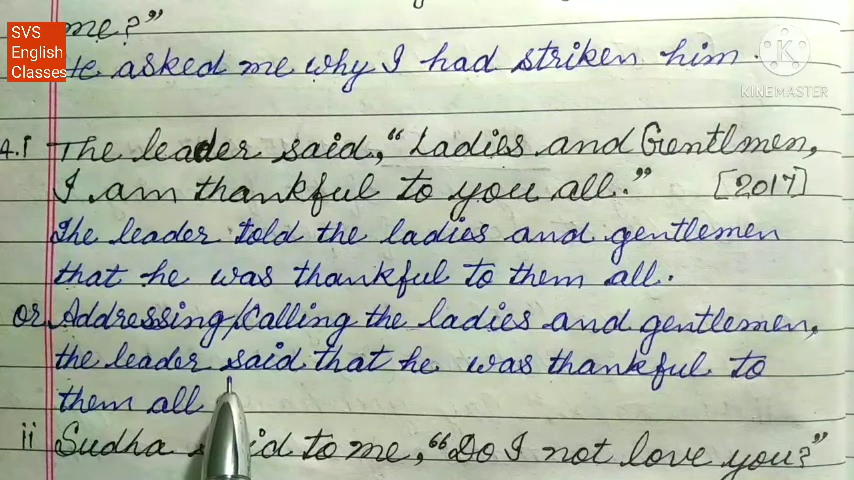 SVS
English
Classes
me?”
He asked me why I had striken him.
KINEMASTER
4.i The leader said, “Ladies and Gentlmen,
I am thankful to you all.” [2017]
The leader told the ladies and gentlemen
that he was thankful to them all.
or Addressing/Calling the ladies and gentlemen,
the leader said that he was thankful to
them all
ii Sudha said to me, “Do I not love you?”